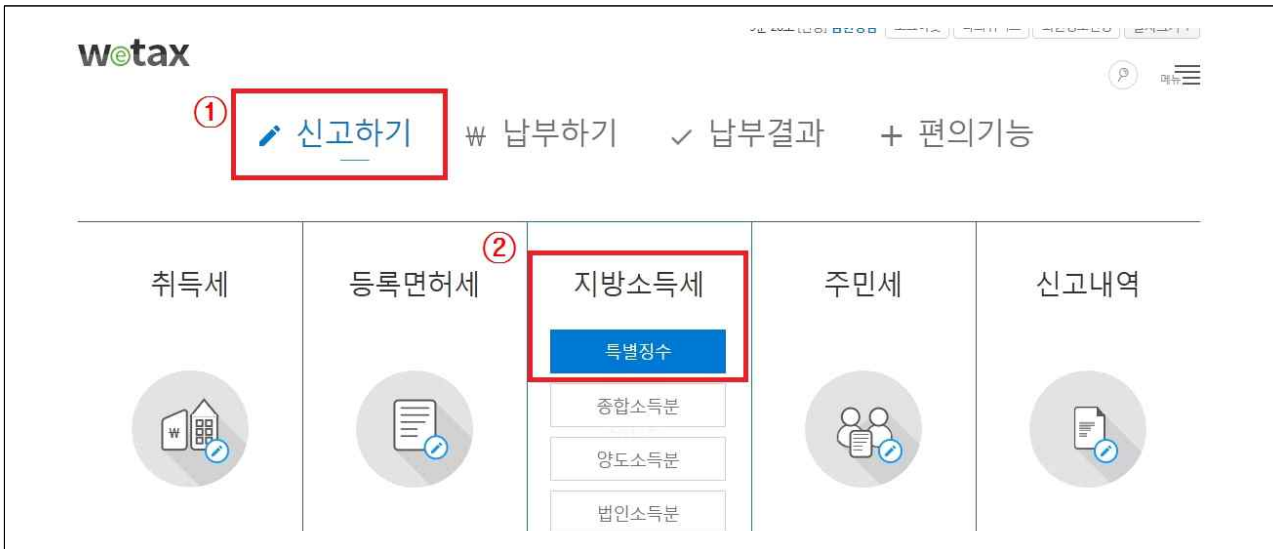 wetax
메뉴
① 신고하기 ₩ 납부하기 납부결과 + 편의기능
②
취득세 등록면허세 지방소득세 주민세 신고내역
특별징수
종합소득분
양도소득분
법인소득분